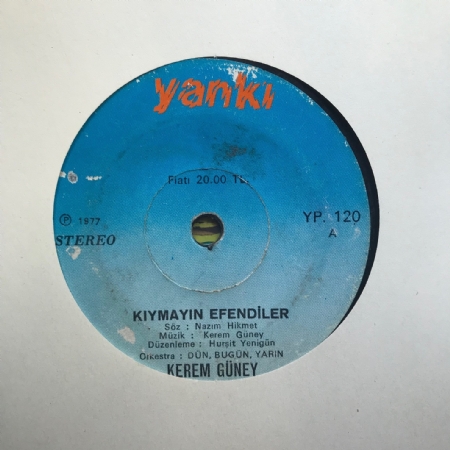 yankı
Fiatı 20.00 TL.
℗ 1977
YP. 120
STEREO
A
KIYMAYIN EFENDİLER
Söz : Nazım Hikmet
Müzik : Kerem Güney
Düzenleme : Hurşit Yenigün
Orkestra : DÜN, BUGÜN, YARIN
KEREM GÜNEY